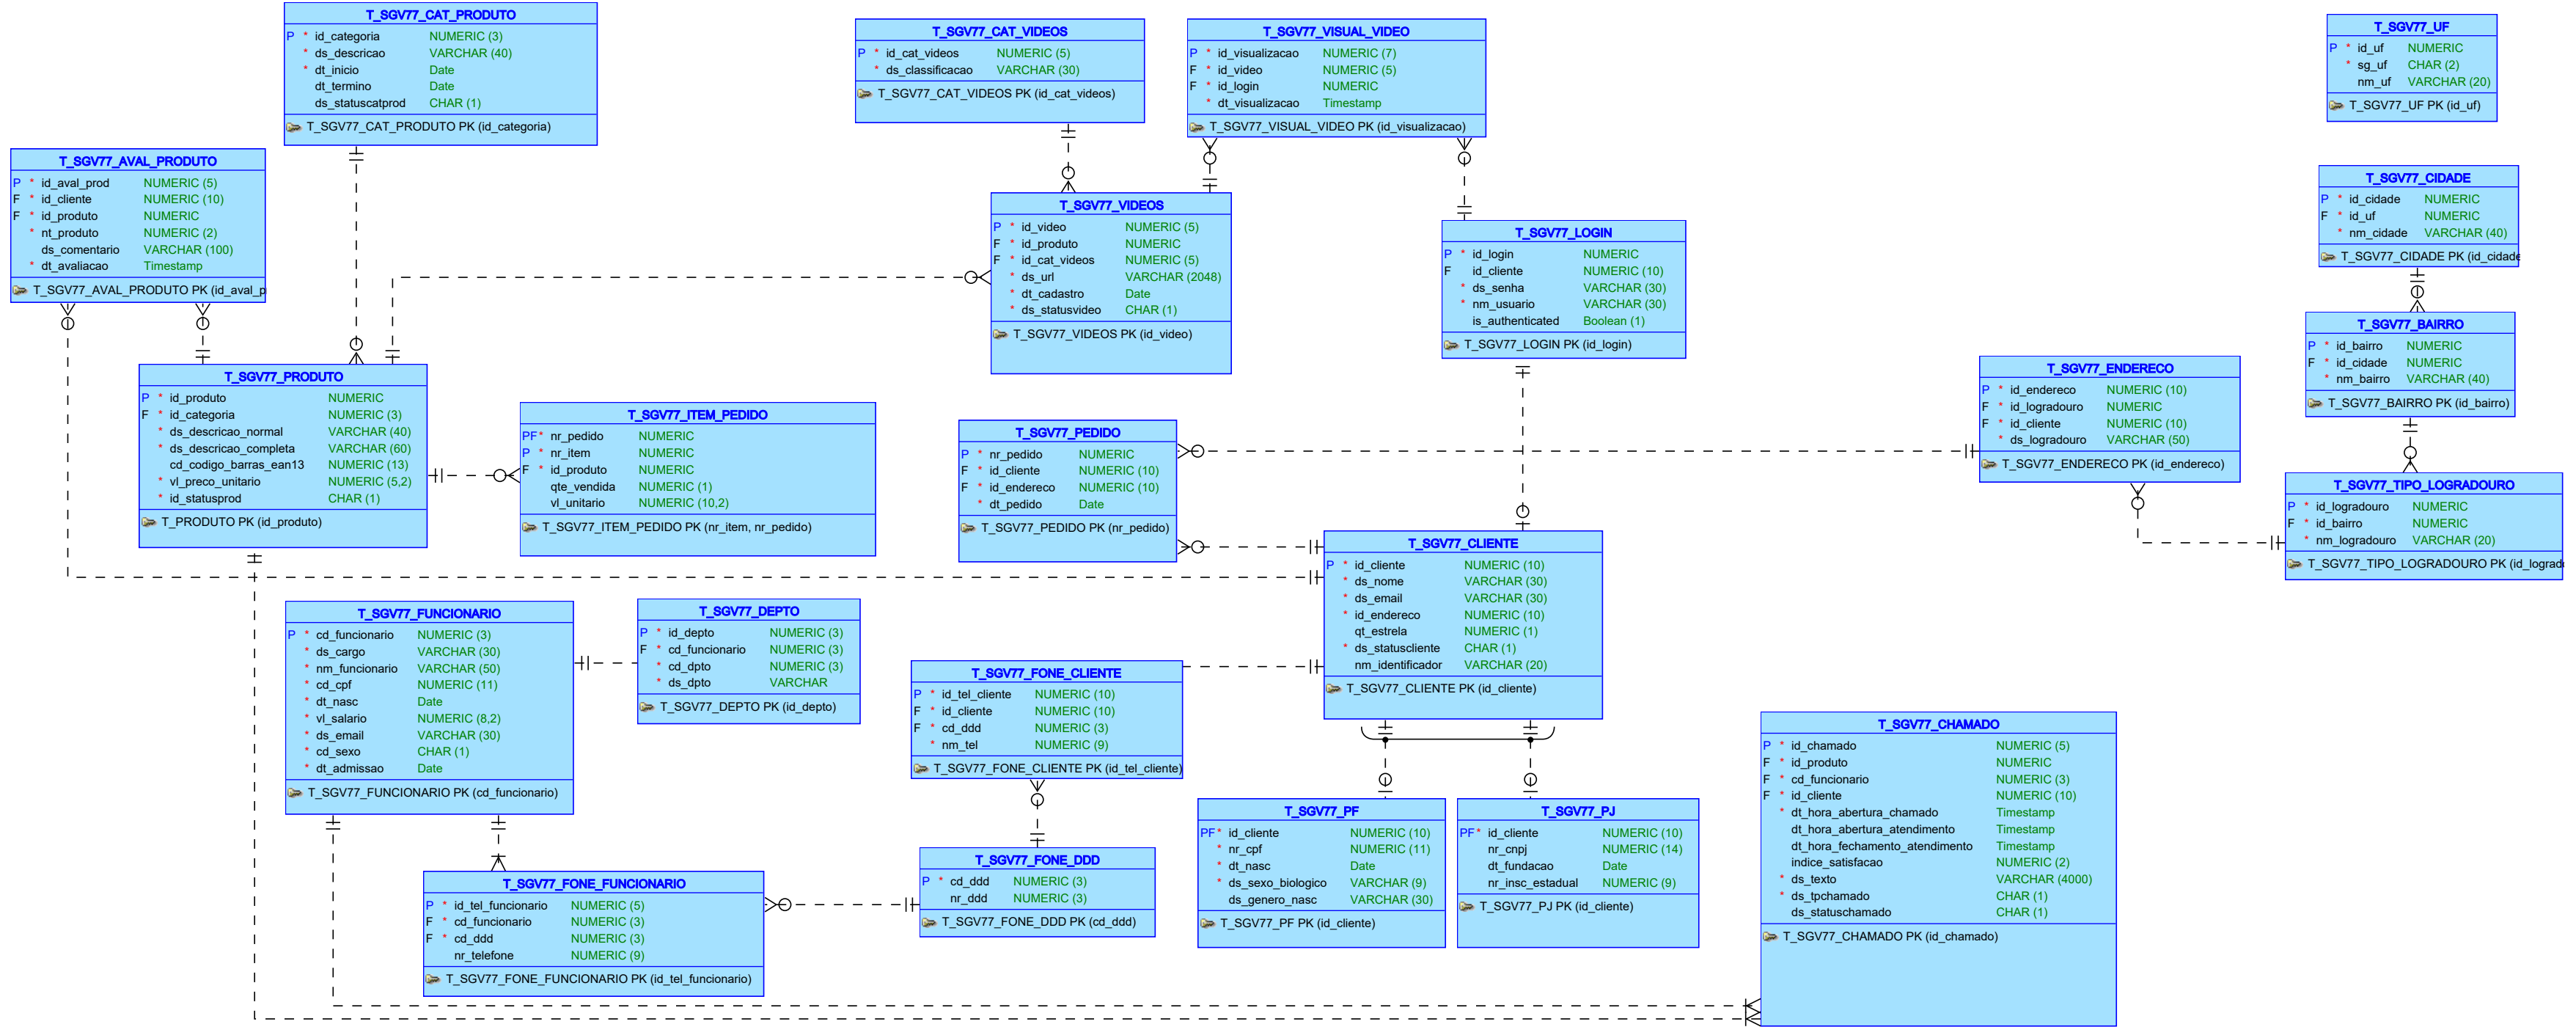 T_SGV77_CAT_PRODUTO
P * id_categoria NUMERIC (3)
* ds_descricao VARCHAR (40)
* dt_inicio Date
dt_termino Date
ds_statuscatprod CHAR (1)
T_SGV77_CAT_PRODUTO PK (id_categoria)
T_SGV77_CAT_VIDEOS
P * id_cat_videos NUMERIC (5)
* ds_classificacao VARCHAR (30)
T_SGV77_CAT_VIDEOS PK (id_cat_videos)
T_SGV77_VISUAL_VIDEO
P * id_visualizacao NUMERIC (7)
F * id_video NUMERIC (5)
F * id_login NUMERIC
* dt_visualizacao Timestamp
T_SGV77_VISUAL_VIDEO PK (id_visualizacao)
T_SGV77_UF
P * id_uf NUMERIC
* sg_uf CHAR (2)
nm_uf VARCHAR (20)
T_SGV77_UF PK (id_uf)
T_SGV77_AVAL_PRODUTO
P * id_aval_prod NUMERIC (5)
F * id_cliente NUMERIC (10)
F * id_produto NUMERIC
* nt_produto NUMERIC (2)
ds_comentario VARCHAR (100)
* dt_avaliacao Timestamp
T_SGV77_AVAL_PRODUTO PK (id_aval_p
T_SGV77_VIDEOS
P * id_video NUMERIC (5)
F * id_produto NUMERIC
F * id_cat_videos NUMERIC (5)
* ds_url VARCHAR (2048)
* dt_cadastro Date
* ds_statusvideo CHAR (1)
T_SGV77_VIDEOS PK (id_video)
T_SGV77_LOGIN
P * id_login NUMERIC
F id_cliente NUMERIC (10)
* ds_senha VARCHAR (30)
* nm_usuario VARCHAR (30)
is_authenticated Boolean (1)
T_SGV77_LOGIN PK (id_login)
T_SGV77_CIDADE
P * id_cidade NUMERIC
F * id_uf NUMERIC
* nm_cidade VARCHAR (40)
T_SGV77_CIDADE PK (id_cidade
T_SGV77_BAIRRO
P * id_bairro NUMERIC
F * id_cidade NUMERIC
* nm_bairro VARCHAR (40)
T_SGV77_BAIRRO PK (id_bairro)
T_SGV77_PRODUTO
P * id_produto NUMERIC
F * id_categoria NUMERIC (3)
* ds_descricao_normal VARCHAR (40)
* ds_descricao_completa VARCHAR (60)
cd_codigo_barras_ean13 NUMERIC (13)
* vl_preco_unitario NUMERIC (5,2)
* id_statusprod CHAR (1)
T_PRODUTO PK (id_produto)
T_SGV77_ITEM_PEDIDO
PF* nr_pedido NUMERIC
P * nr_item NUMERIC
F * id_produto NUMERIC
qte_vendida NUMERIC (1)
vl_unitario NUMERIC (10,2)
T_SGV77_ITEM_PEDIDO PK (nr_item, nr_pedido)
T_SGV77_PEDIDO
P * nr_pedido NUMERIC
F * id_cliente NUMERIC (10)
F * id_endereco NUMERIC (10)
* dt_pedido Date
T_SGV77_PEDIDO PK (nr_pedido)
T_SGV77_ENDERECO
P * id_endereco NUMERIC (10)
F * id_logradouro NUMERIC
F * id_cliente NUMERIC (10)
* ds_logradouro VARCHAR (50)
T_SGV77_ENDERECO PK (id_endereco)
T_SGV77_TIPO_LOGRADOURO
P * id_logradouro NUMERIC
F * id_bairro NUMERIC
* nm_logradouro VARCHAR (20)
T_SGV77_TIPO_LOGRADOURO PK (id_lograd
T_SGV77_CLIENTE
P * id_cliente NUMERIC (10)
* ds_nome VARCHAR (30)
* ds_email VARCHAR (30)
* id_endereco NUMERIC (10)
qt_estrela NUMERIC (1)
* ds_statuscliente CHAR (1)
nm_identificador VARCHAR (20)
T_SGV77_CLIENTE PK (id_cliente)
T_SGV77_FUNCIONARIO
P * cd_funcionario NUMERIC (3)
* ds_cargo VARCHAR (30)
* nm_funcionario VARCHAR (50)
* cd_cpf NUMERIC (11)
* dt_nasc Date
* vl_salario NUMERIC (8,2)
* ds_email VARCHAR (30)
* cd_sexo CHAR (1)
* dt_admissao Date
T_SGV77_FUNCIONARIO PK (cd_funcionario)
T_SGV77_DEPTO
P * id_depto NUMERIC (3)
F * cd_funcionario NUMERIC (3)
* cd_dpto NUMERIC (3)
* ds_dpto VARCHAR
T_SGV77_DEPTO PK (id_depto)
T_SGV77_FONE_CLIENTE
P * id_tel_cliente NUMERIC (10)
F * id_cliente NUMERIC (10)
F * cd_ddd NUMERIC (3)
* nm_tel NUMERIC (9)
T_SGV77_FONE_CLIENTE PK (id_tel_cliente)
T_SGV77_CHAMADO
P * id_chamado NUMERIC (5)
F * id_produto NUMERIC
F * cd_funcionario NUMERIC (3)
F * id_cliente NUMERIC (10)
* dt_hora_abertura_chamado Timestamp
dt_hora_abertura_atendimento Timestamp
dt_hora_fechamento_atendimento Timestamp
indice_satisfacao NUMERIC (2)
* ds_texto VARCHAR (4000)
* ds_tpchamado CHAR (1)
ds_statuschamado CHAR (1)
T_SGV77_CHAMADO PK (id_chamado)
T_SGV77_PF
PF* id_cliente NUMERIC (10)
* nr_cpf NUMERIC (11)
* dt_nasc Date
* ds_sexo_biologico VARCHAR (9)
ds_genero_nasc VARCHAR (30)
T_SGV77_PF PK (id_cliente)
T_SGV77_PJ
PF* id_cliente NUMERIC (10)
nr_cnpj NUMERIC (14)
dt_fundacao Date
nr_insc_estadual NUMERIC (9)
T_SGV77_PJ PK (id_cliente)
T_SGV77_FONE_DDD
P * cd_ddd NUMERIC (3)
nr_ddd NUMERIC (3)
T_SGV77_FONE_DDD PK (cd_ddd)
T_SGV77_FONE_FUNCIONARIO
P * id_tel_funcionario NUMERIC (5)
F * cd_funcionario NUMERIC (3)
F * cd_ddd NUMERIC (3)
nr_telefone NUMERIC (9)
T_SGV77_FONE_FUNCIONARIO PK (id_tel_funcionario)